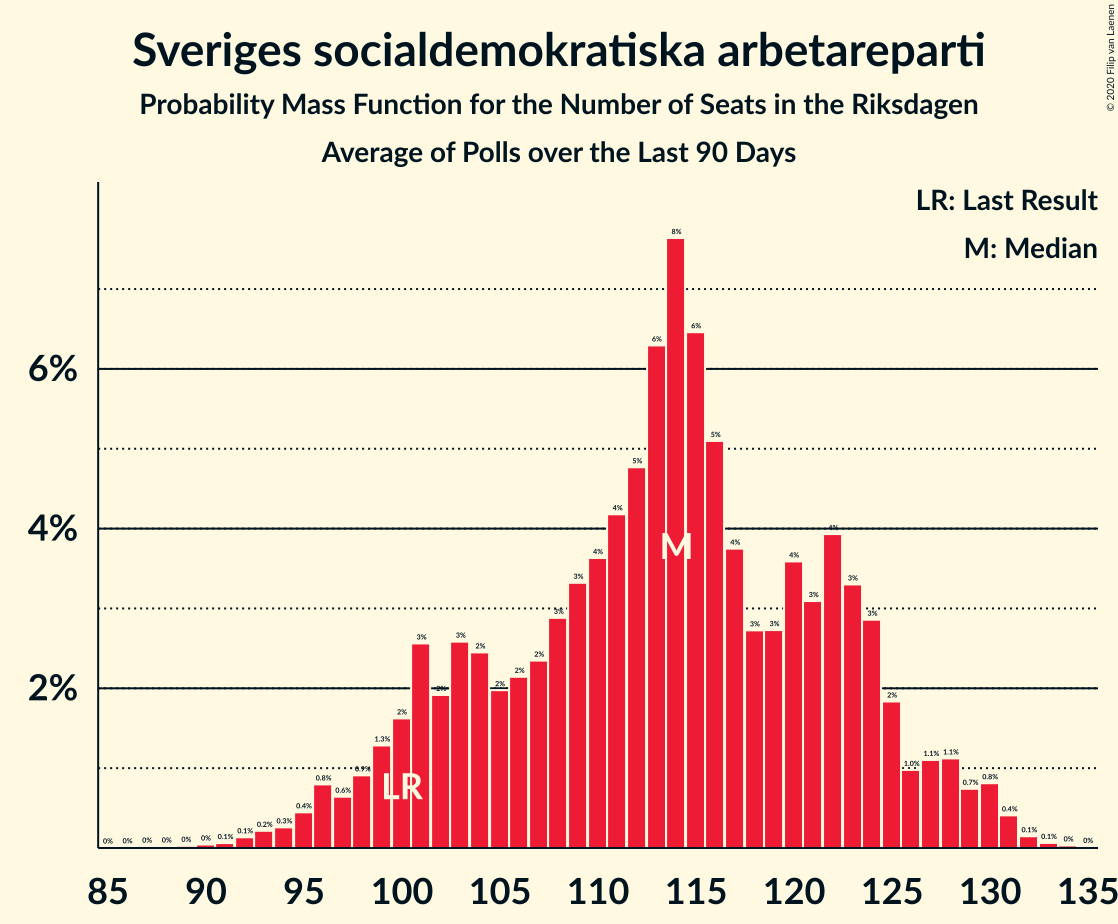 Sveriges socialdemokratiska arbetareparti
Probability Mass Function for the Number of Seats in the Riksdagen
Average of Polls over the Last 90 Days
© 2020 Filip van Laenen
LR: Last Result
M: Median
6%
4%
2%
0% 0% 0% 0% 0% 0% 0.1% 0.1% 0.2% 0.3% 0.4% 0.8% 0.6% 0.9% 1.3% 2% 3% 2% 3% 2% 2% 2% 2% 3% 3% 4% 4% 5% 6% 8% 6% 5% 4% 3% 3% 4% 3% 4% 3% 3% 2% 1.0% 1.1% 1.1% 0.7% 0.8% 0.4% 0.1% 0.1% 0% 0%
M
LR
85 90 95 100 105 110 115 120 125 130 135